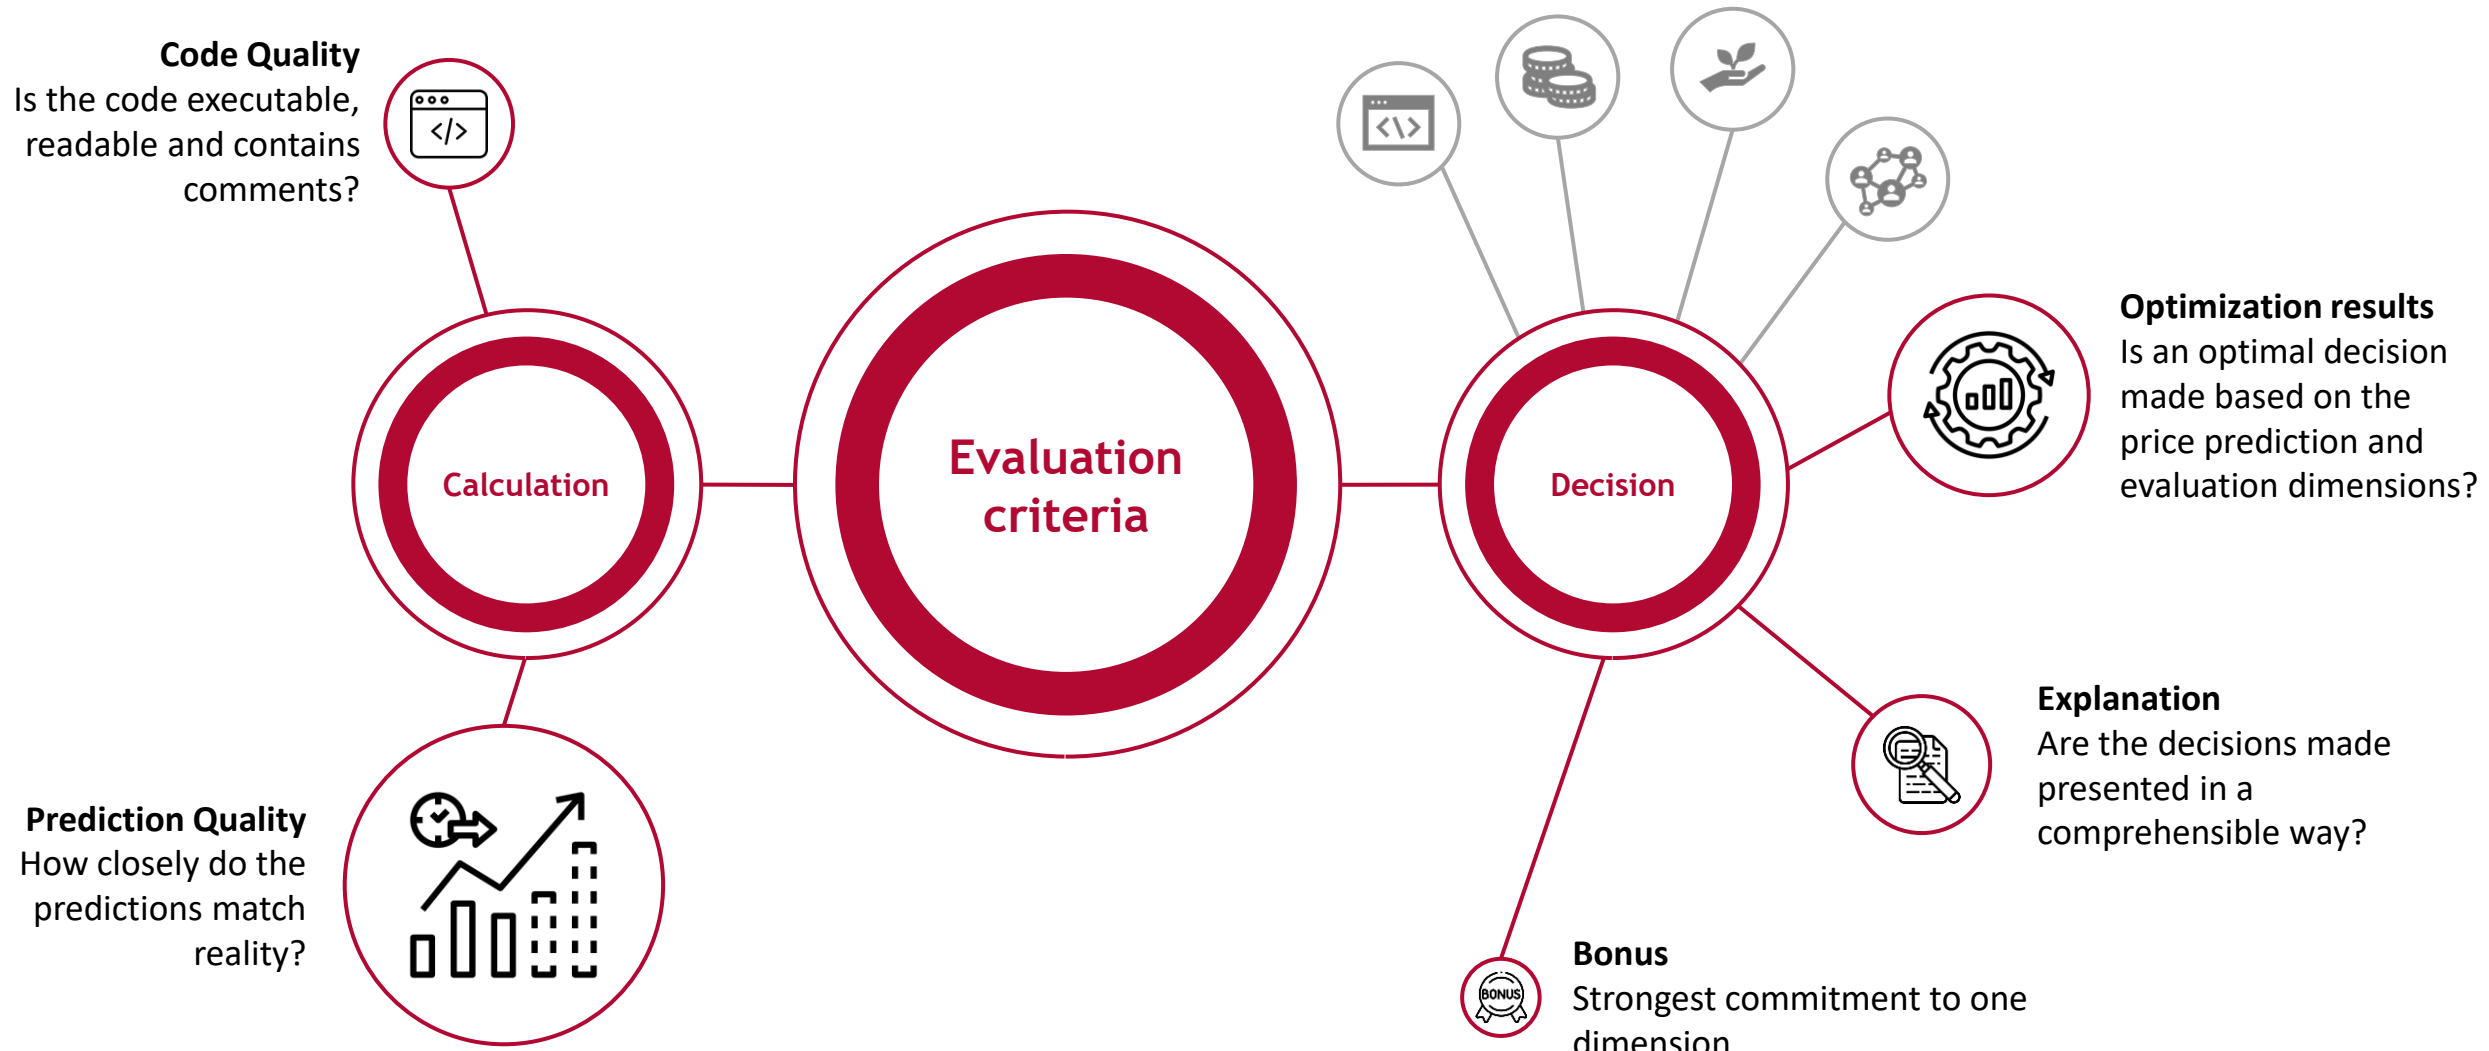 Code Quality
Is the code executable,
readable and contains
comments?
Calculation
Prediction Quality
How closely do the
predictions match
reality?
Evaluation
criteria
Decision
Optimization results
Is an optimal decision
made based on the
price prediction and
evaluation dimensions?
Explanation
Are the decisions made
presented in a
comprehensible way?
BONUS
Bonus
Strongest commitment to one
dimension